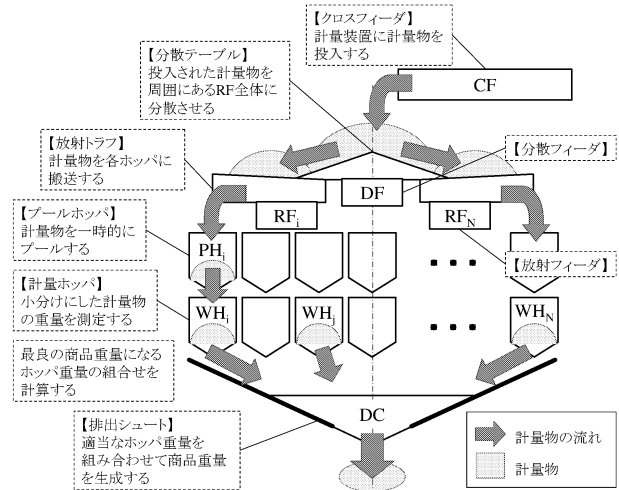 【クロスフィーダ】
計量装置に計量物を
投入する
【分散テーブル】
投入された計量物を
周囲にあるRF全体に
分散させる
CF
【放射トラフ】
計量物を各ホッパに
搬送する
【分散フィーダ】
DF
RFi
RFN
【プールホッパ】
計量物を一時的に
プールする
PHi
【放射フィーダ】
【計量ホッパ】
小分けにした計量物
の重量を測定する
WHi
WHj
WHN
最良の商品重量になる
ホッパ重量の組合せを
計算する
DC
【排出シュート】
適当なホッパ重量を
組み合わせて商品重量
を生成する
計量物の流れ
計量物